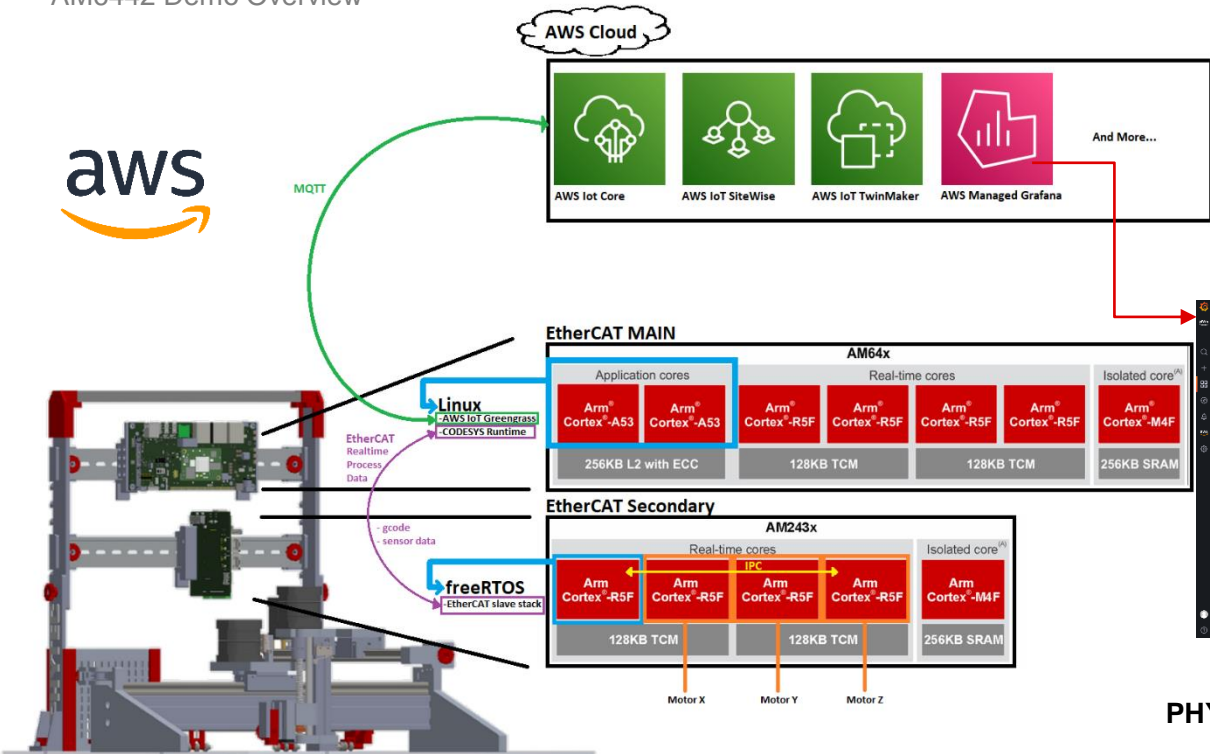 AM6442 Demo Overview
AWS Cloud
aws
AWS Iot Core
AWS IoT SiteWise
AWS IoT TwinMaker
AWS Managed Grafana
And More...
MQTT
EtherCAT MAIN
AM64x
Application cores
Real-time cores
Isolated core(A)
Arm® Cortex®-A53
Arm® Cortex®-A53
Arm® Cortex®-R5F
Arm® Cortex®-R5F
Arm® Cortex®-R5F
Arm® Cortex®-R5F
Arm® Cortex®-M4F
256KB L2 with ECC
128KB TCM
128KB TCM
256KB SRAM
Linux
-AWS IoT Greengrass
-CODESYS Runtime
EtherCAT
Realtime
Process
Data
- gcode
- sensor data
EtherCAT Secondary
AM243x
Real-time cores
Isolated core(A)
IPC
Arm Cortex®-R5F
Arm Cortex®-R5F
Arm Cortex®-R5F
Arm Cortex®-R5F
Arm Cortex®-M4F
128KB TCM
128KB TCM
256KB SRAM
freeRTOS
-EtherCAT slave stack
Motor X
Motor Y
Motor Z
PHY